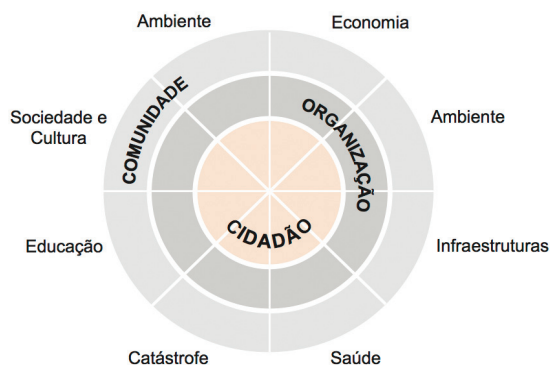 Ambiente
Economia
Sociedade e
Cultura
COMUNIDADE
ORGANIZAÇÃO
Ambiente
CIDADÃO
Educação
Infraestruturas
Catástrofe
Saúde